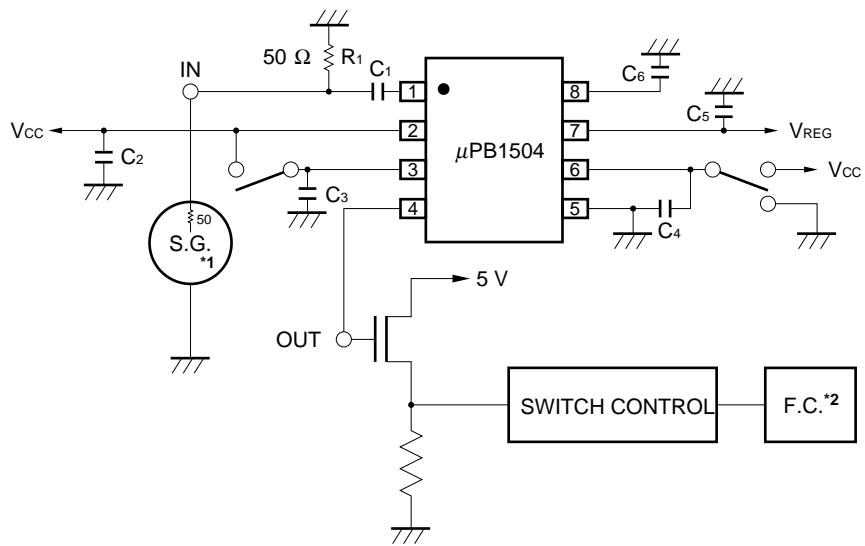 50 Ω R1
IN
C1
1
8
C6
C5
VCC
2
7
VREG
μPB1504
C2
3
6
VCC
C3
4
5
C4
50
S.G.
*1
5 V
OUT
SWITCH CONTROL
F.C.*2